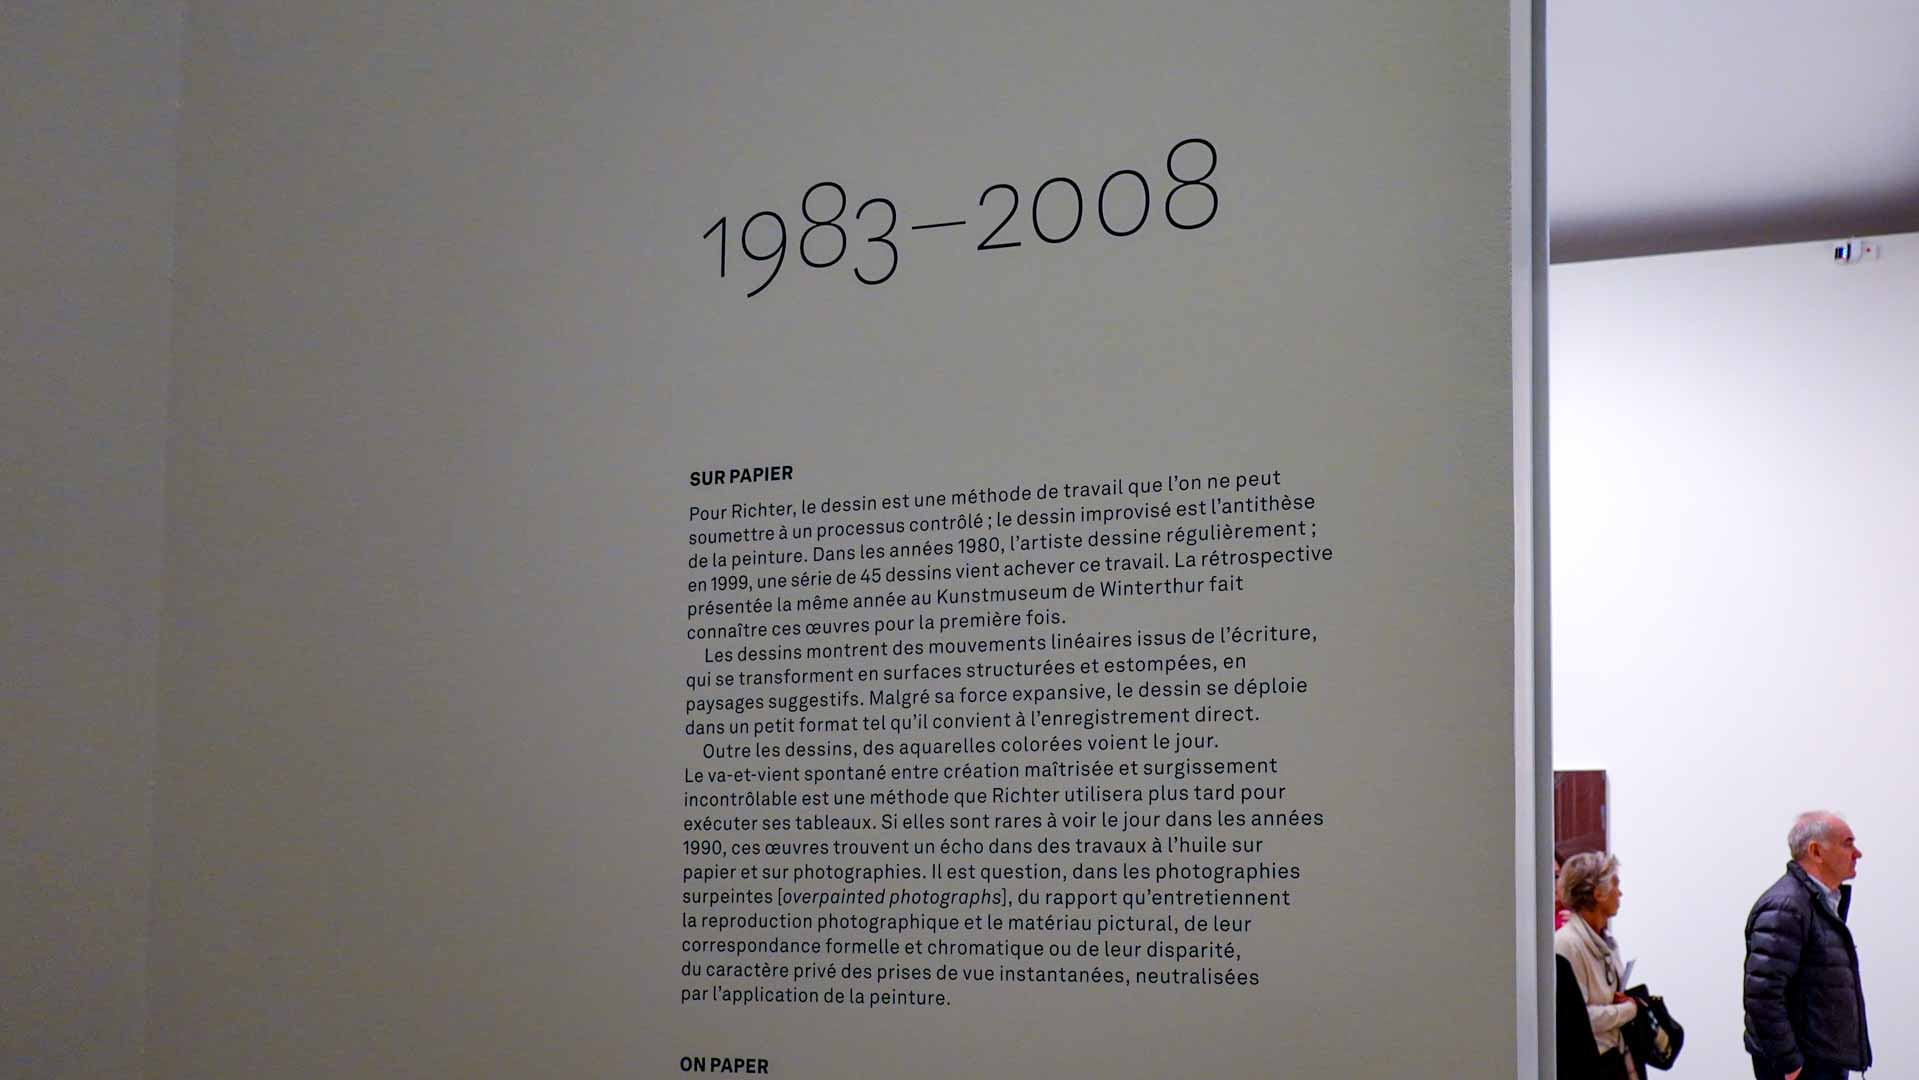 1983–2008
SUR PAPIER
Pour Richter, le dessin est une méthode de travail que l'on ne peut
soumettre à un processus contrôlé ; le dessin improvisé est l'antithèse
de la peinture. Dans les années 1980, l'artiste dessine régulièrement ;
en 1999, une série de 45 dessins vient achever ce travail. La rétrospective
présentée la même année au Kunstmuseum de Winterthur fait
connaître ces œuvres pour la première fois.
Les dessins montrent des mouvements linéaires issus de l'écriture,
qui se transforment en surfaces structurées et estompées, en
paysages suggestifs. Malgré sa force expansive, le dessin se déploie
dans un petit format tel qu'il convient à l'enregistrement direct.
Outre les dessins, des aquarelles colorées voient le jour.
Le va-et-vient spontané entre création maîtrisée et surgissement
incontrôlable est une méthode que Richter utilisera plus tard pour
exécuter ses tableaux. Si elles sont rares à voir le jour dans les années
1990, ces œuvres trouvent un écho dans des travaux à l'huile sur
papier et sur photographies. Il est question, dans les photographies
surpeintes [overpainted photographs], du rapport qu'entretiennent
la reproduction photographique et le matériau pictural, de leur
correspondance formelle et chromatique ou de leur disparité,
du caractère privé des prises de vue instantanées, neutralisées
par l'application de la peinture.
ON PAPER